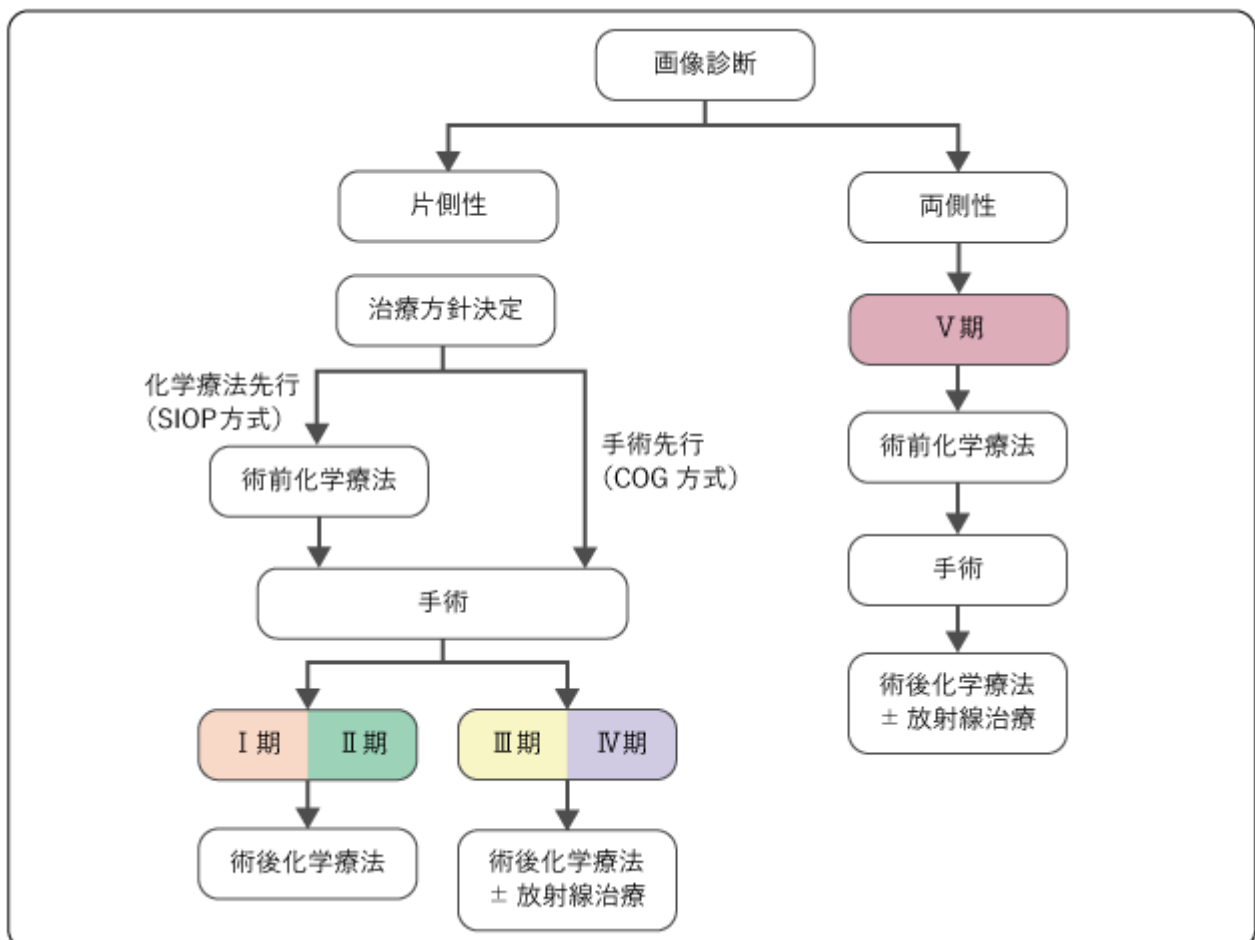 画像診断
片側性
両側性
治療方針決定
Ⅴ期
化学療法先行
（SIOP方式）
手術先行
（COG 方式）
術前化学療法
術前化学療法
手術
手術
Ⅰ期
Ⅱ期
Ⅲ期
Ⅳ期
術後化学療法
± 放射線治療
術後化学療法
術後化学療法
± 放射線治療